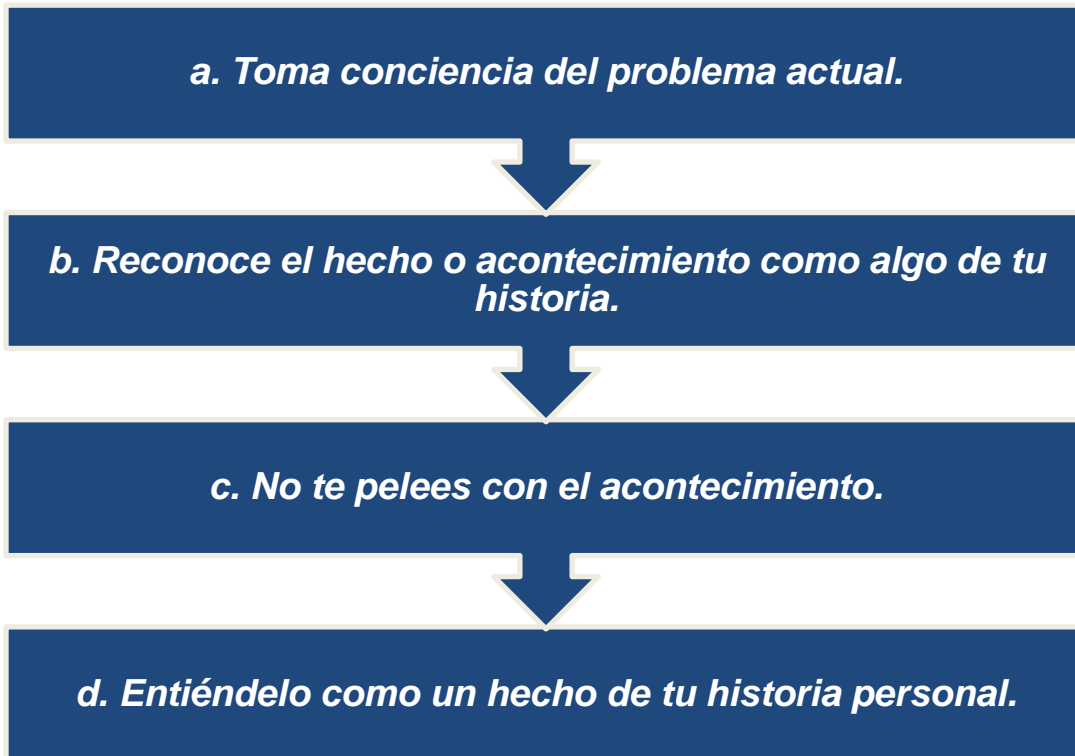 a. Toma conciencia del problema actual.
b. Reconoce el hecho o acontecimiento como algo de tu
historia.
c. No te pelees con el acontecimiento.
d. Entiéndelo como un hecho de tu historia personal.